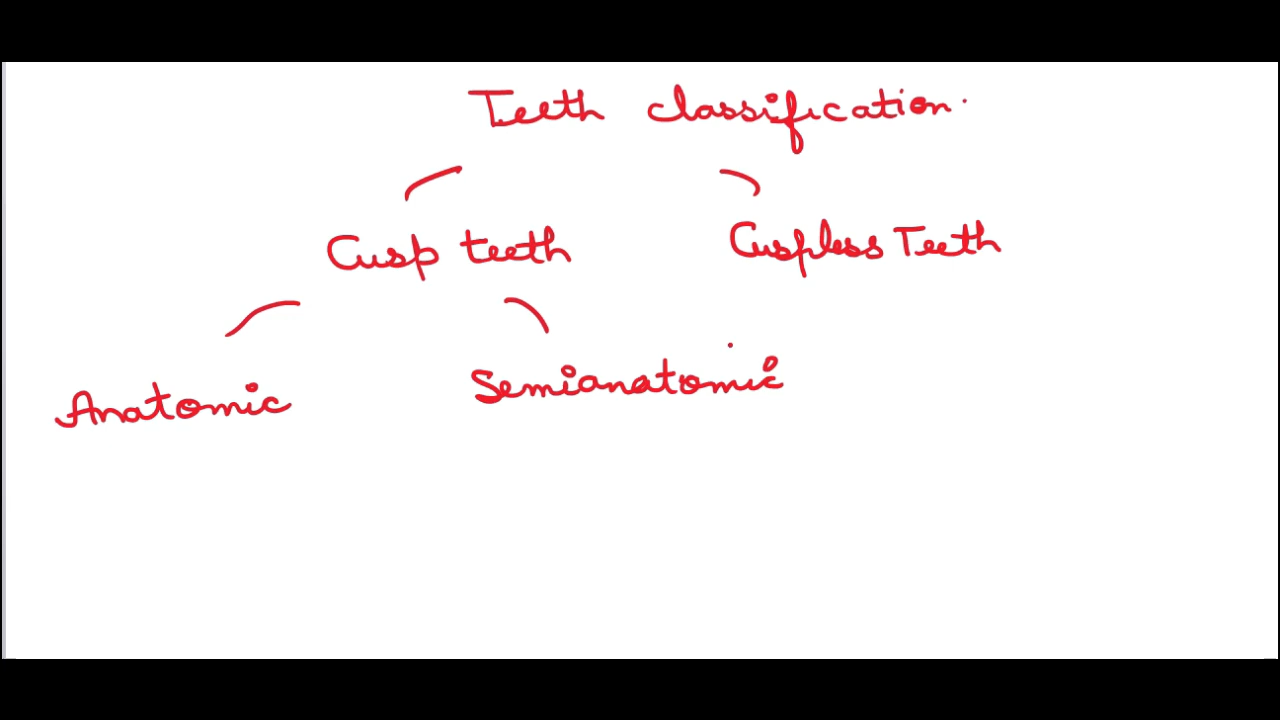 Teeth classification.
Cusp teeth Cuspless Teeth
Anatomic Semianatomic